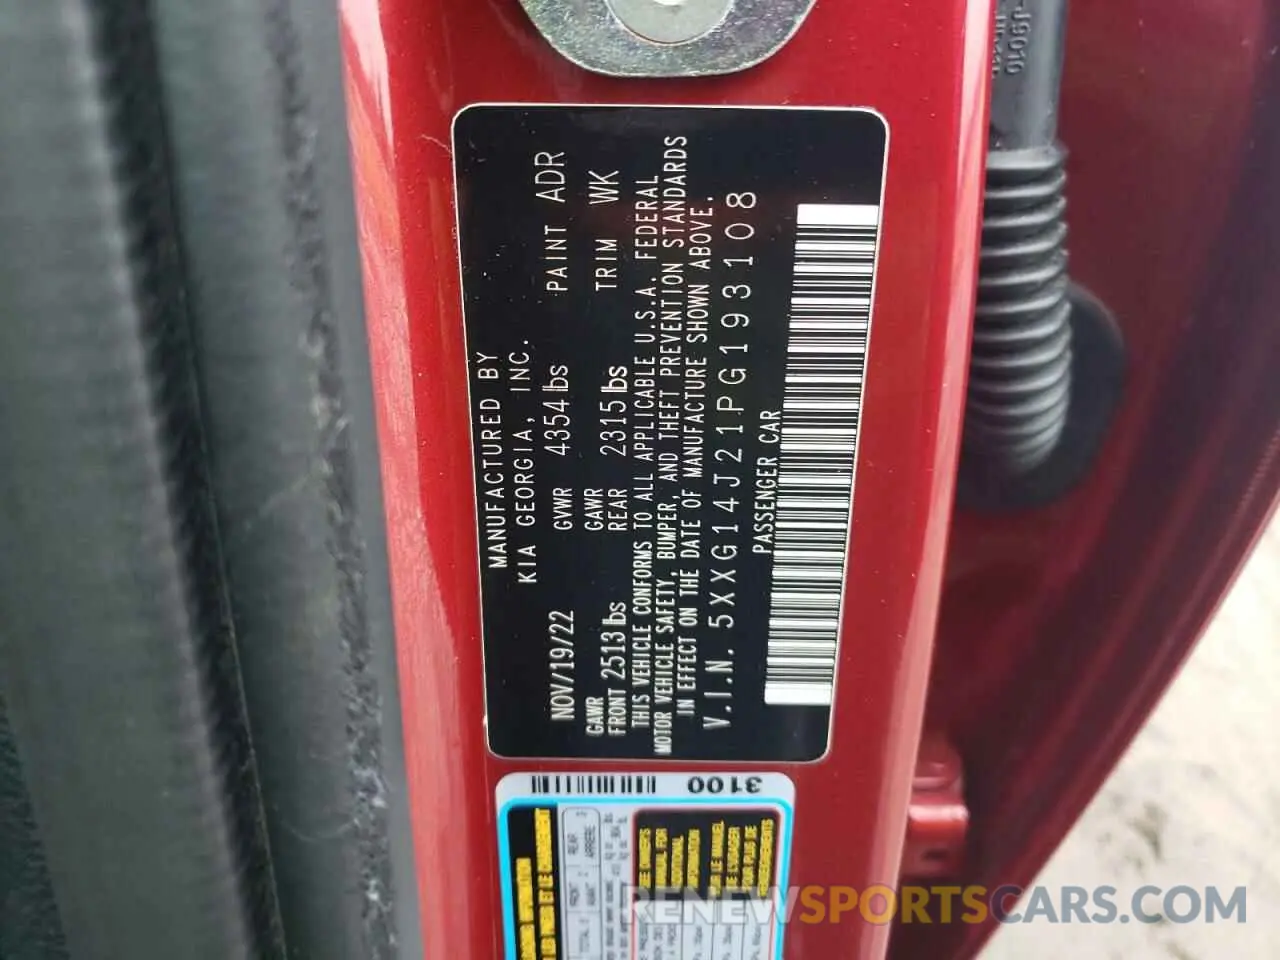 MANUFACTURED BY
KIA GEORGIA, INC.
NOV/19/22 GVWR 4354 lbs PAINT ADR
GAWR FRONT 2513 lbs GAWR REAR 2315 lbs TRIM WK
THIS VEHICLE CONFORMS TO ALL APPLICABLE U.S.A. FEDERAL
MOTOR VEHICLE SAFETY, BUMPER, AND THEFT PREVENTION STANDARDS
IN EFFECT ON THE DATE OF MANUFACTURE SHOWN ABOVE.
V.I.N. 5XXG14J21PG193108
PASSENGER CAR
3100
RENEWSPORTSCARS.COM